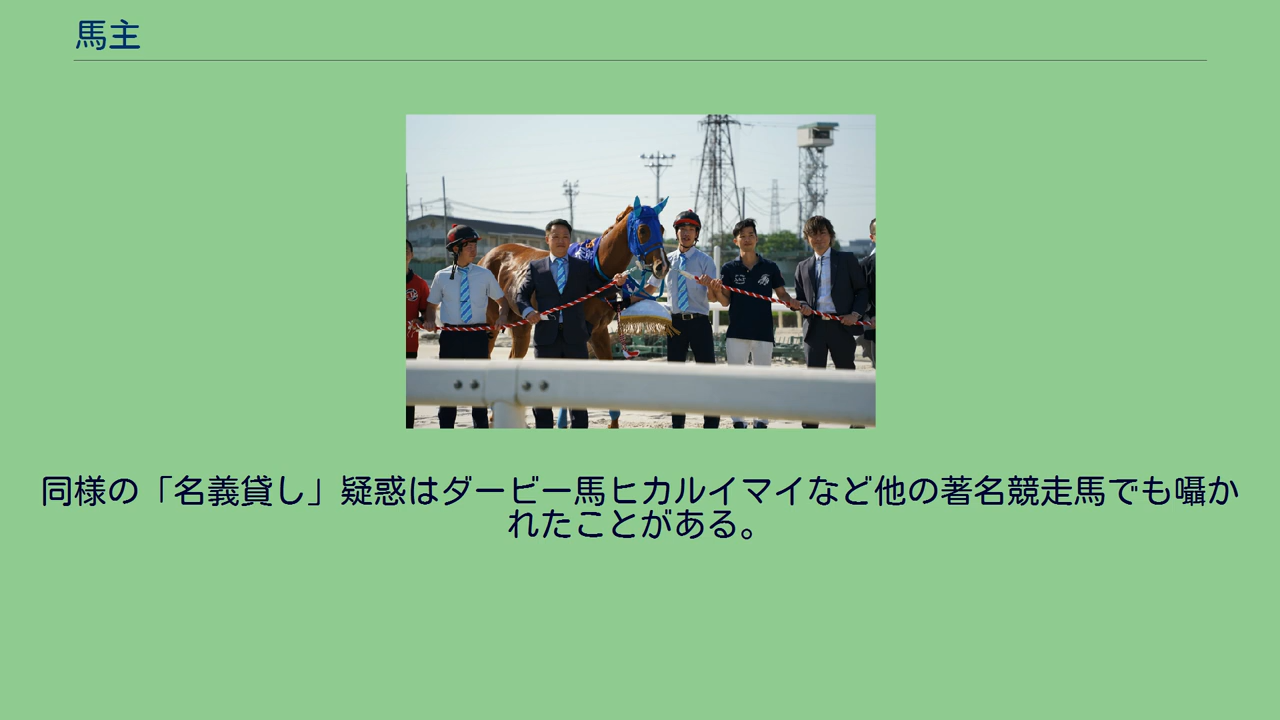 馬主
同様の「名義貸し」疑惑はダービー馬ヒカルイマイなど他の著名競走馬でも囁か
れたことがある。